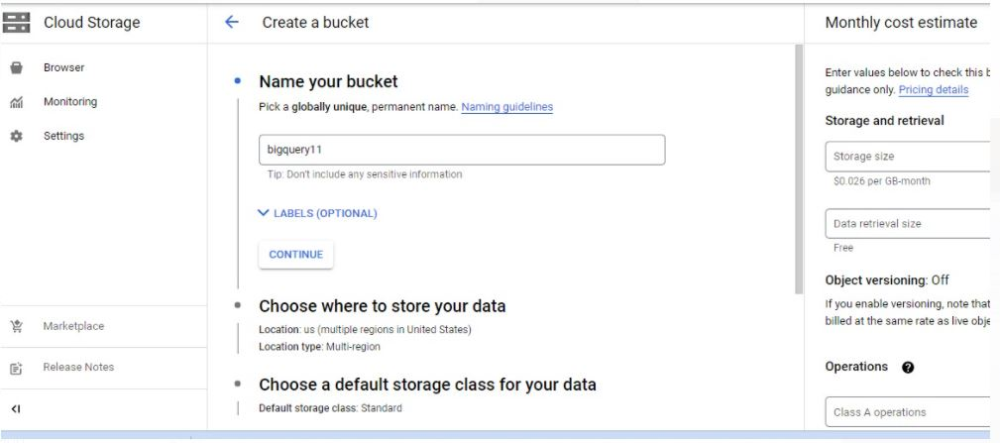 Cloud Storage
Browser
Monitoring
Settings
Marketplace
Release Notes
Create a bucket
Name your bucket
Pick a globally unique, permanent name. Naming guidelines
bigquery11
Tip: Don't include any sensitive information
LABELS (OPTIONAL)
CONTINUE
Choose where to store your data
Location: us (multiple regions in United States)
Location type: Multi-region
Choose a default storage class for your data
Default storage class: Standard
Monthly cost estimate
Enter values below to check this b
guidance only. Pricing details
Storage and retrieval
Storage size
$0.026 per GB-month
Data retrieval size
Free
Object versioning: Off
If you enable versioning, note that
billed at the same rate as live obje
Operations
Class A operations